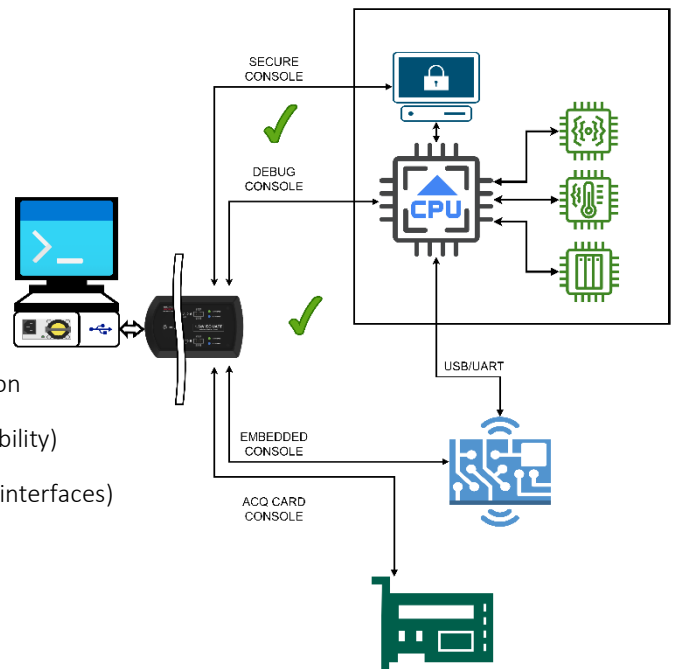 SECURE
CONSOLE
DEBUG
CONSOLE
CPU
>_
USB/UART
on
bility)
interfaces)
EMBEDDED
CONSOLE
ACQ CARD
CONSOLE